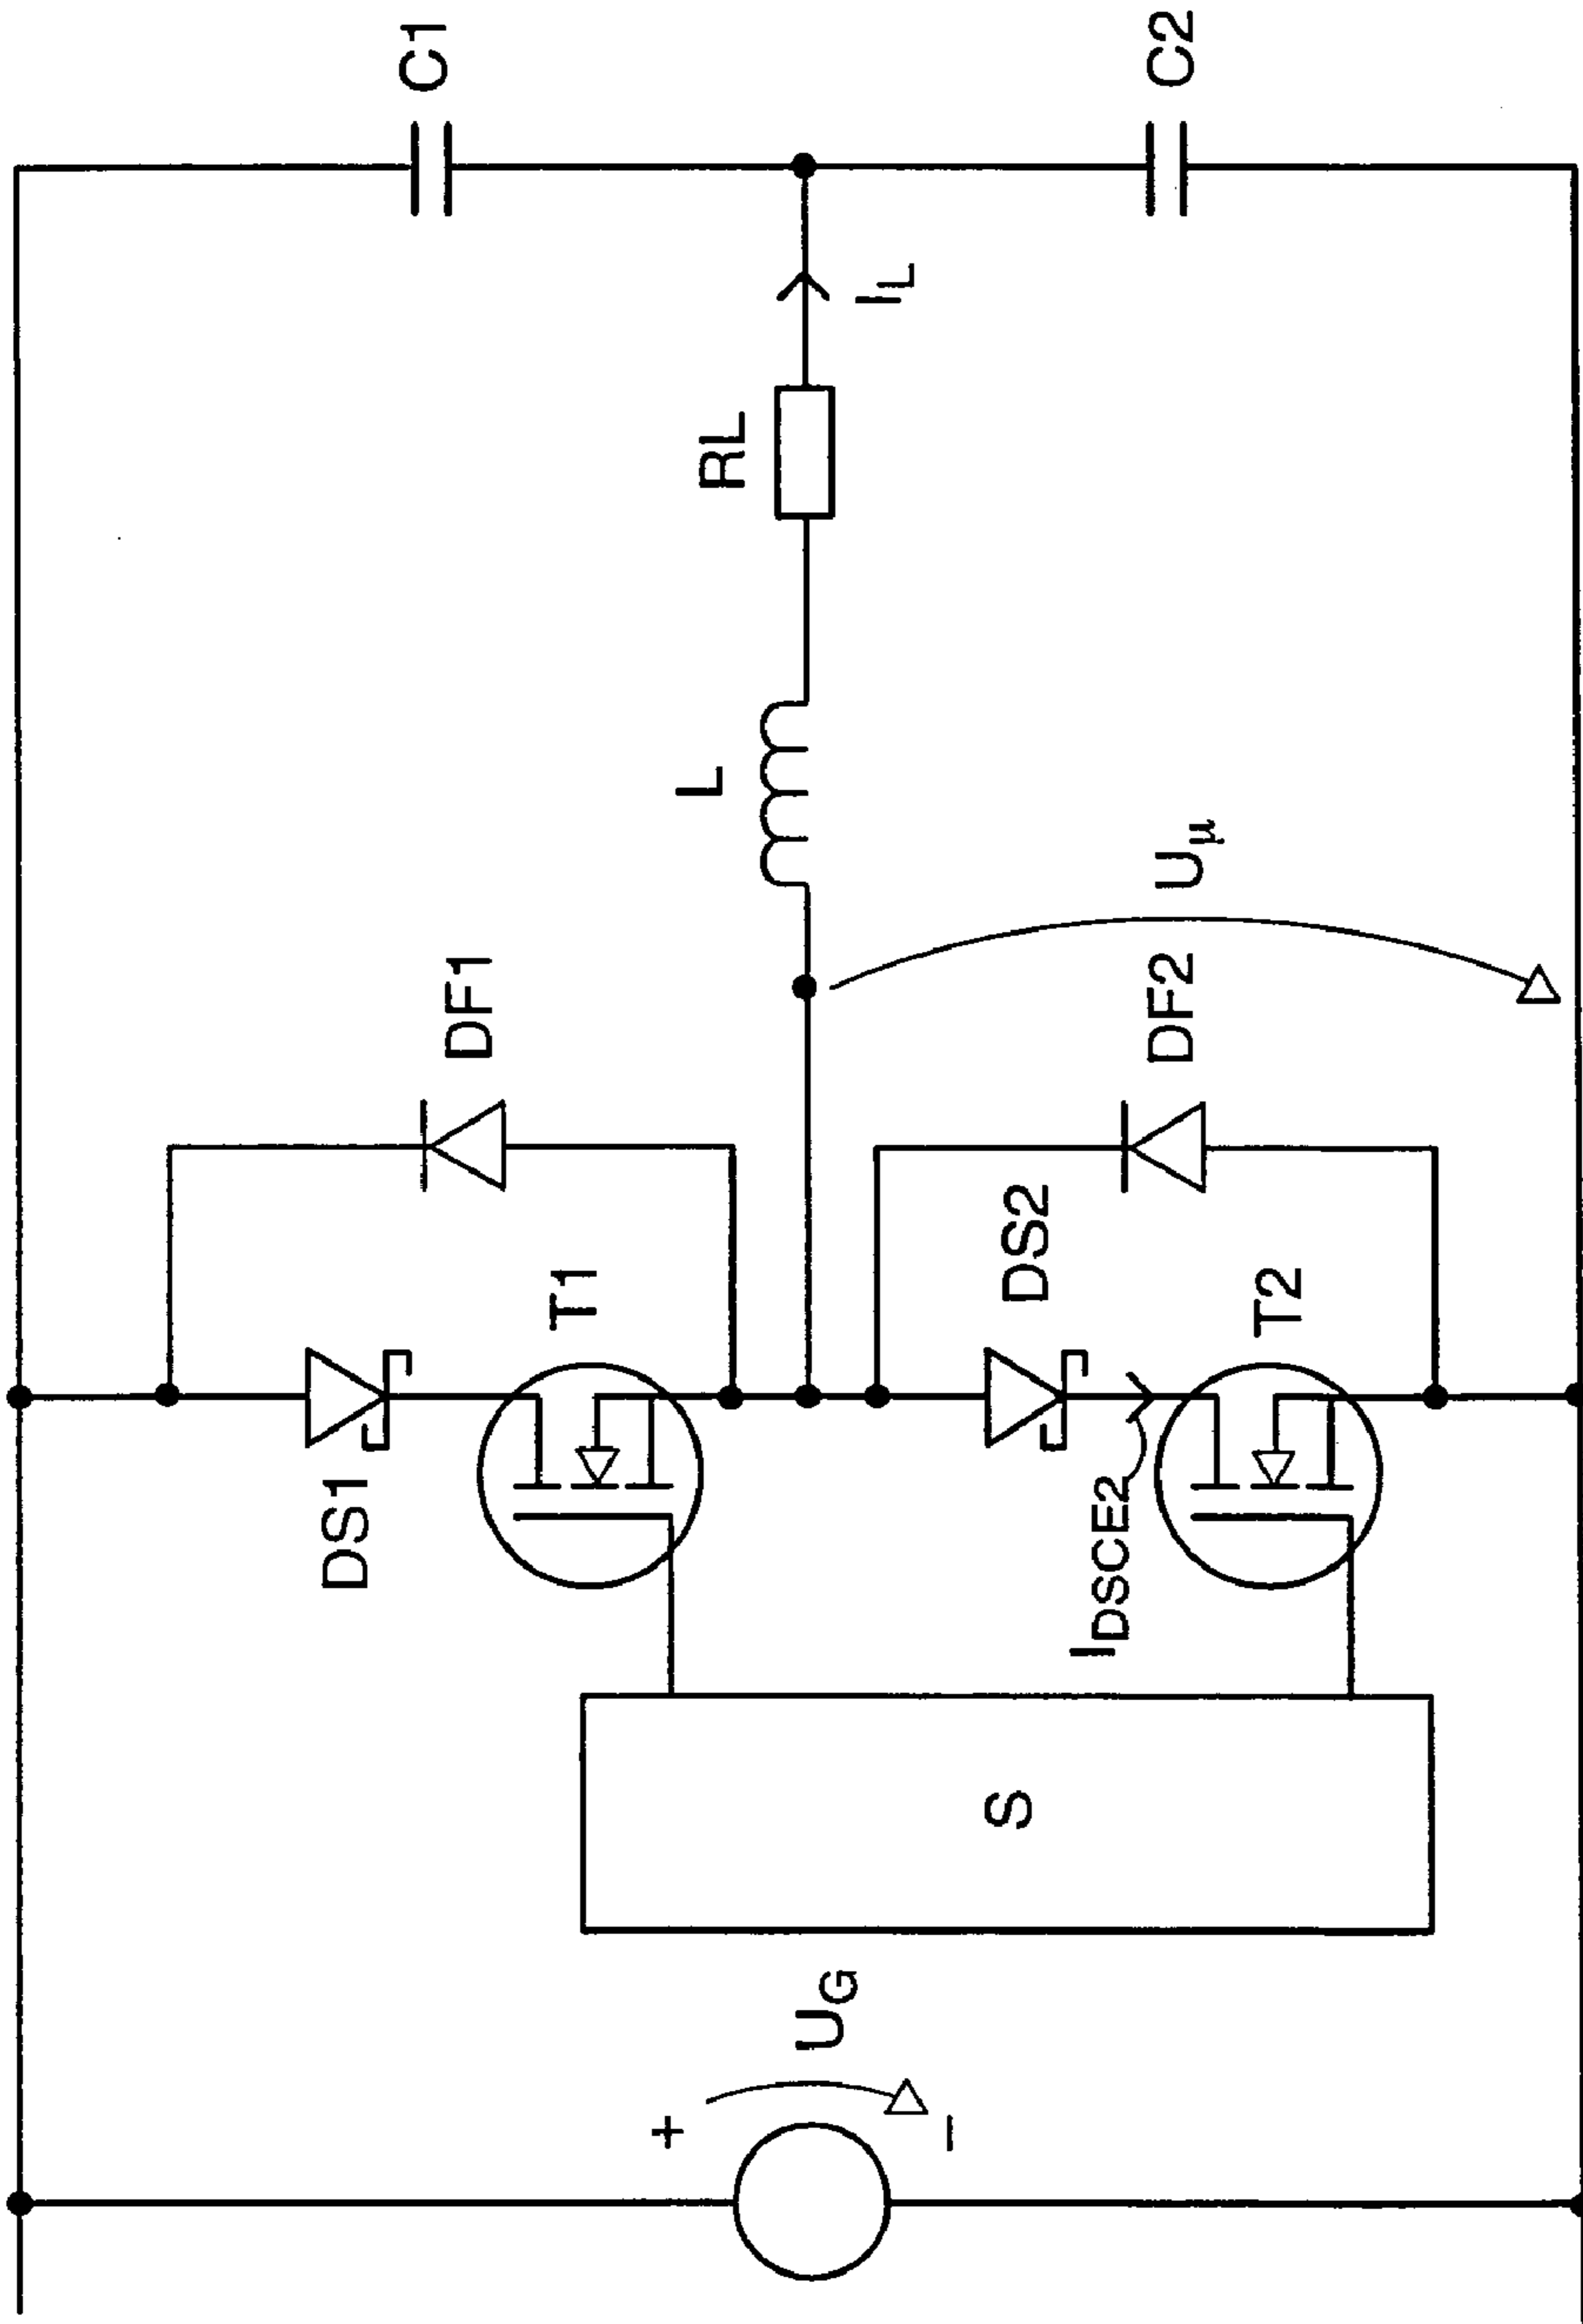 DS1
C1
DF1
T1
+
L
RL
U_G
I_L
−
S
DS2
I_DSCE2
DF2
U_μ
C2
T2